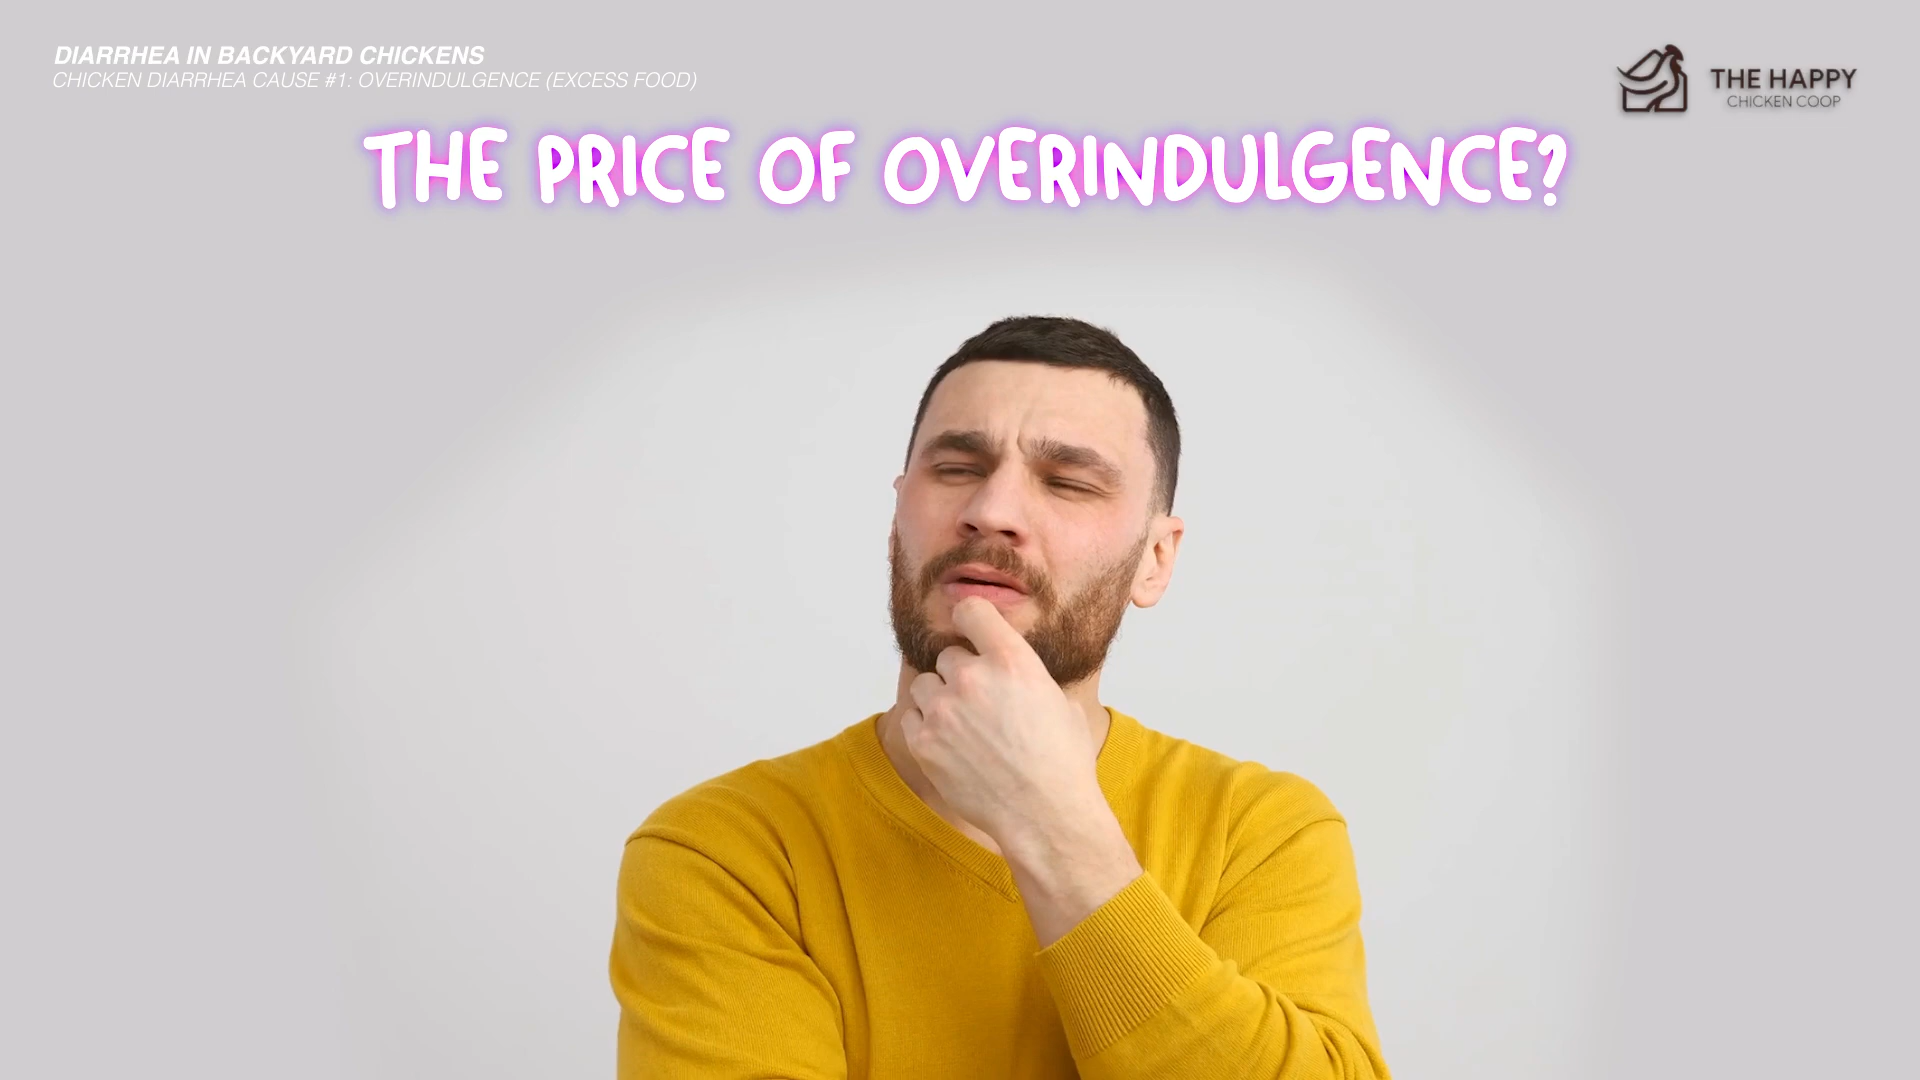 DIARRHEA IN BACKYARD CHICKENS
CHICKEN DIARRHEA CAUSE #1: OVERINDULGENCE (EXCESS FOOD)
THE HAPPY
CHICKEN COOP
THE PRICE OF OVERINDULGENCE?